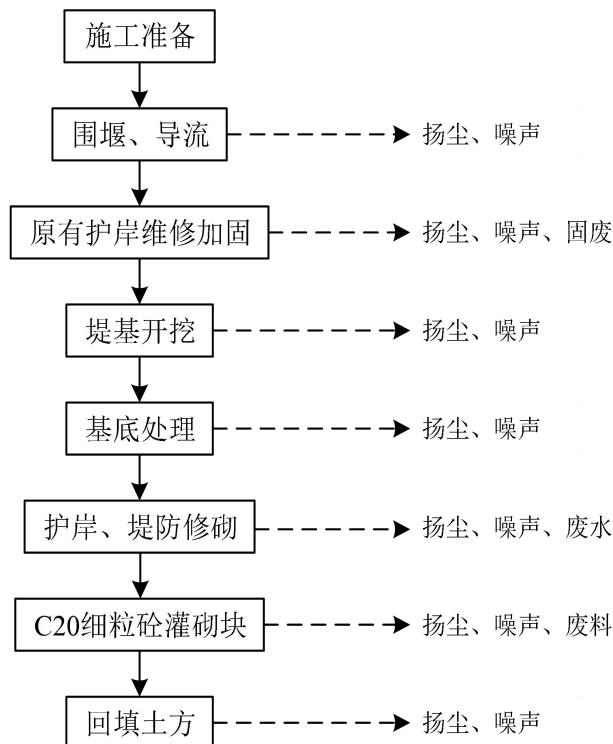 施工准备
围堰、导流
扬尘、噪声
原有护岸维修加固
扬尘、噪声、固废
堤基开挖
扬尘、噪声
基底处理
扬尘、噪声
护岸、堤防修砌
扬尘、噪声、废水
C20细粒砼灌砌块
扬尘、噪声、废料
回填土方
扬尘、噪声